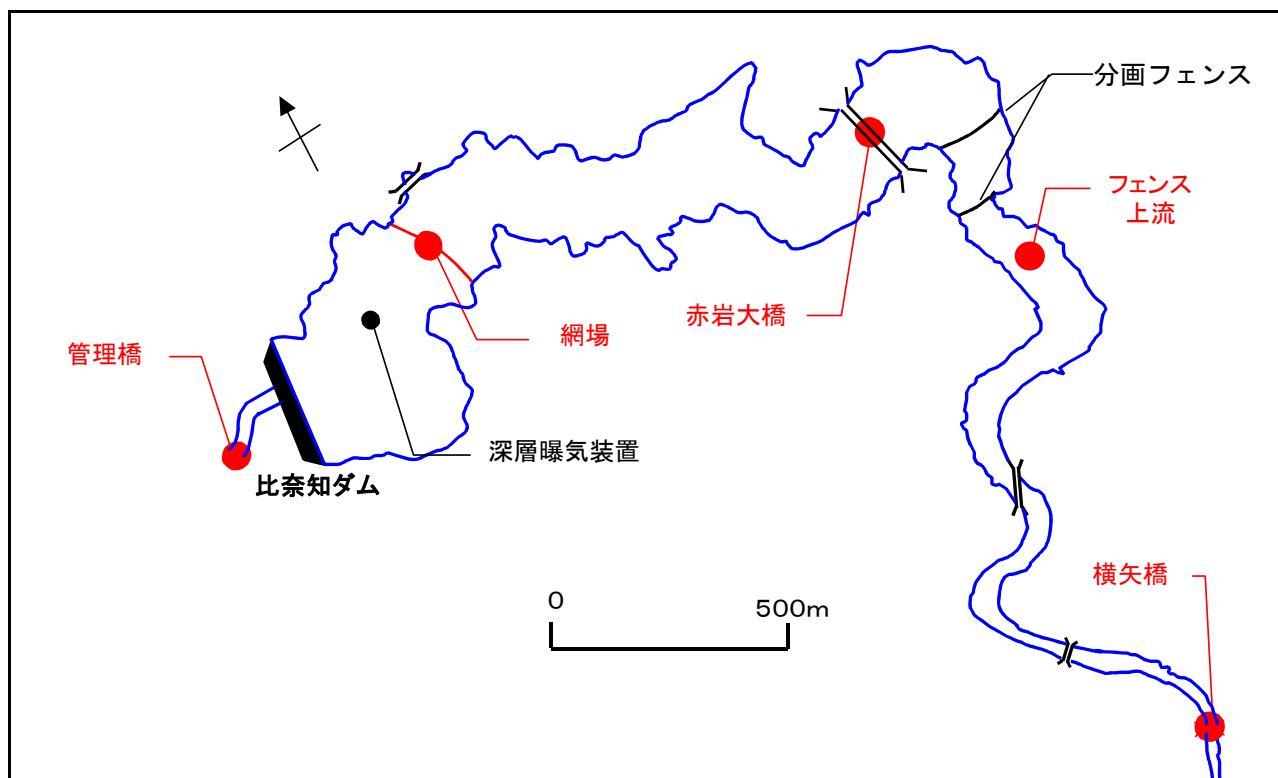 分画フェンス
フェンス
上流
赤岩大橋
網場
管理橋
深層曝気装置
比奈知ダム
横矢橋
0
500m